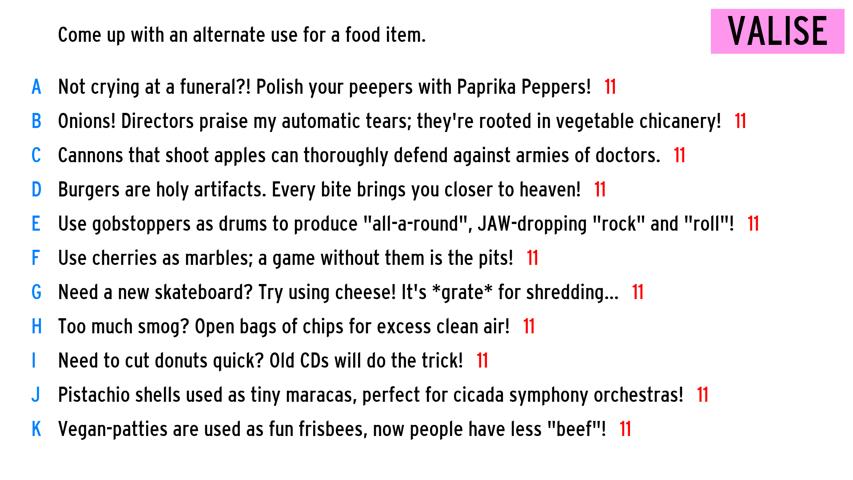 Come up with an alternate use for a food item.
VALISE
A Not crying at a funeral?! Polish your peepers with Paprika Peppers! 11
B Onions! Directors praise my automatic tears; they're rooted in vegetable chicanery! 11
C Cannons that shoot apples can thoroughly defend against armies of doctors. 11
D Burgers are holy artifacts. Every bite brings you closer to heaven! 11
E Use gobstoppers as drums to produce "all-a-round", JAW-dropping "rock" and "roll"! 11
F Use cherries as marbles; a game without them is the pits! 11
G Need a new skateboard? Try using cheese! It's *grate* for shredding... 11
H Too much smog? Open bags of chips for excess clean air! 11
I Need to cut donuts quick? Old CDs will do the trick! 11
J Pistachio shells used as tiny maracas, perfect for cicada symphony orchestras! 11
K Vegan-patties are used as fun frisbees, now people have less "beef"! 11